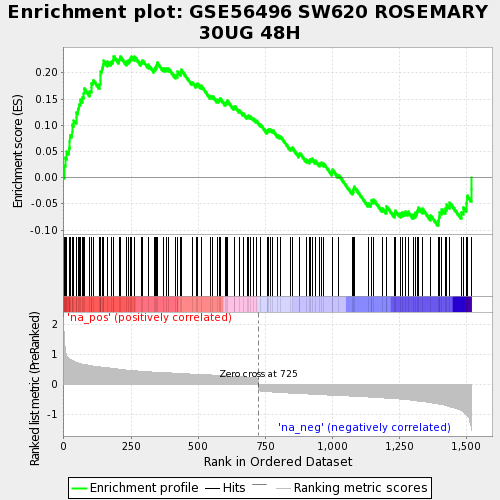 Enrichment plot: GSE56496 SW620 ROSEMARY
30UG 48H
Enrichment score (ES)
0.20
0.15
0.10
0.05
0.00
-0.05
-0.10
'na_pos' (positively correlated)
Ranked list metric (PreRanked)
2
1
0
-1
Zero cross at 725
'na_neg' (negatively correlated)
0
250
500
750
1,000
1,250
1,500
Rank in Ordered Dataset
Enrichment profile
Hits
Ranking metric scores